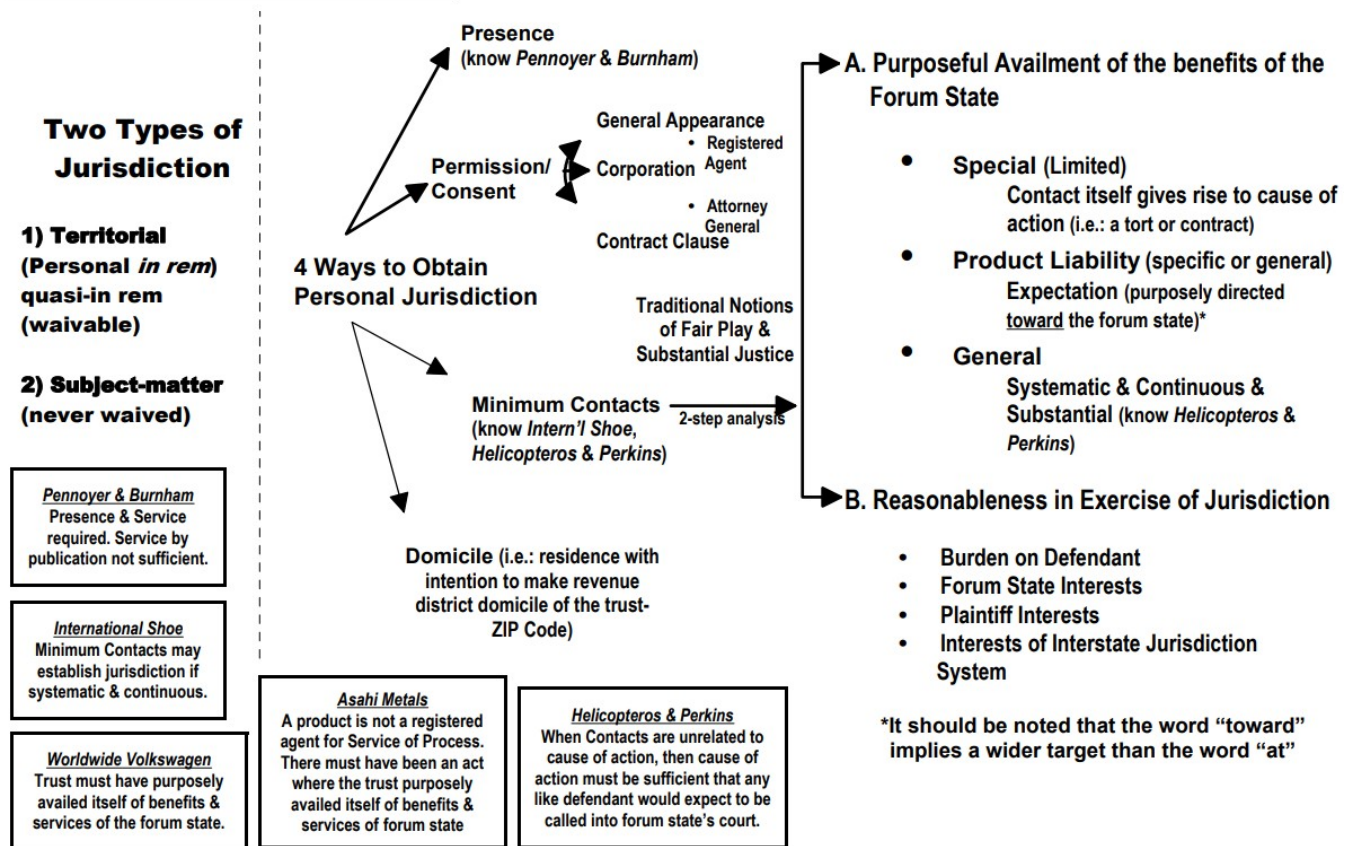 Two Types of
Jurisdiction
1) Territorial
(Personal in rem)
quasi-in rem
(waivable)
2) Subject-matter
(never waived)
Pennoyer & Burnham
Presence & Service
required. Service by
publication not sufficient.
International Shoe
Minimum Contacts may
establish jurisdiction if
systematic & continuous.
Worldwide Volkswagen
Trust must have purposely
availed itself of benefits &
services of the forum state.
4 Ways to Obtain
Personal Jurisdiction
Presence
(know Pennoyer & Burnham)
Permission/
Consent
General Appearance
• Registered
Agent
Corporation
• Attorney
General
Contract Clause
Traditional Notions
of Fair Play &
Substantial Justice
Minimum Contacts
(know Intern'l Shoe,
Helicopteros & Perkins)
2-step analysis
Domicile (i.e.: residence with
intention to make revenue
district domicile of the trust-
ZIP Code)
Asahi Metals
A product is not a registered
agent for Service of Process.
There must have been an act
where the trust purposely
availed itself of benefits &
services of forum state
Helicopteros & Perkins
When Contacts are unrelated to
cause of action, then cause of
action must be sufficient that any
like defendant would expect to be
called into forum state's court.
A. Purposeful Availment of the benefits of the
Forum State
• Special (Limited)
Contact itself gives rise to cause of
action (i.e.: a tort or contract)
• Product Liability (specific or general)
Expectation (purposely directed
toward the forum state)*
• General
Systematic & Continuous &
Substantial (know Helicopteros &
Perkins)
B. Reasonableness in Exercise of Jurisdiction
• Burden on Defendant
• Forum State Interests
• Plaintiff Interests
• Interests of Interstate Jurisdiction
System
*It should be noted that the word “toward”
implies a wider target than the word “at”